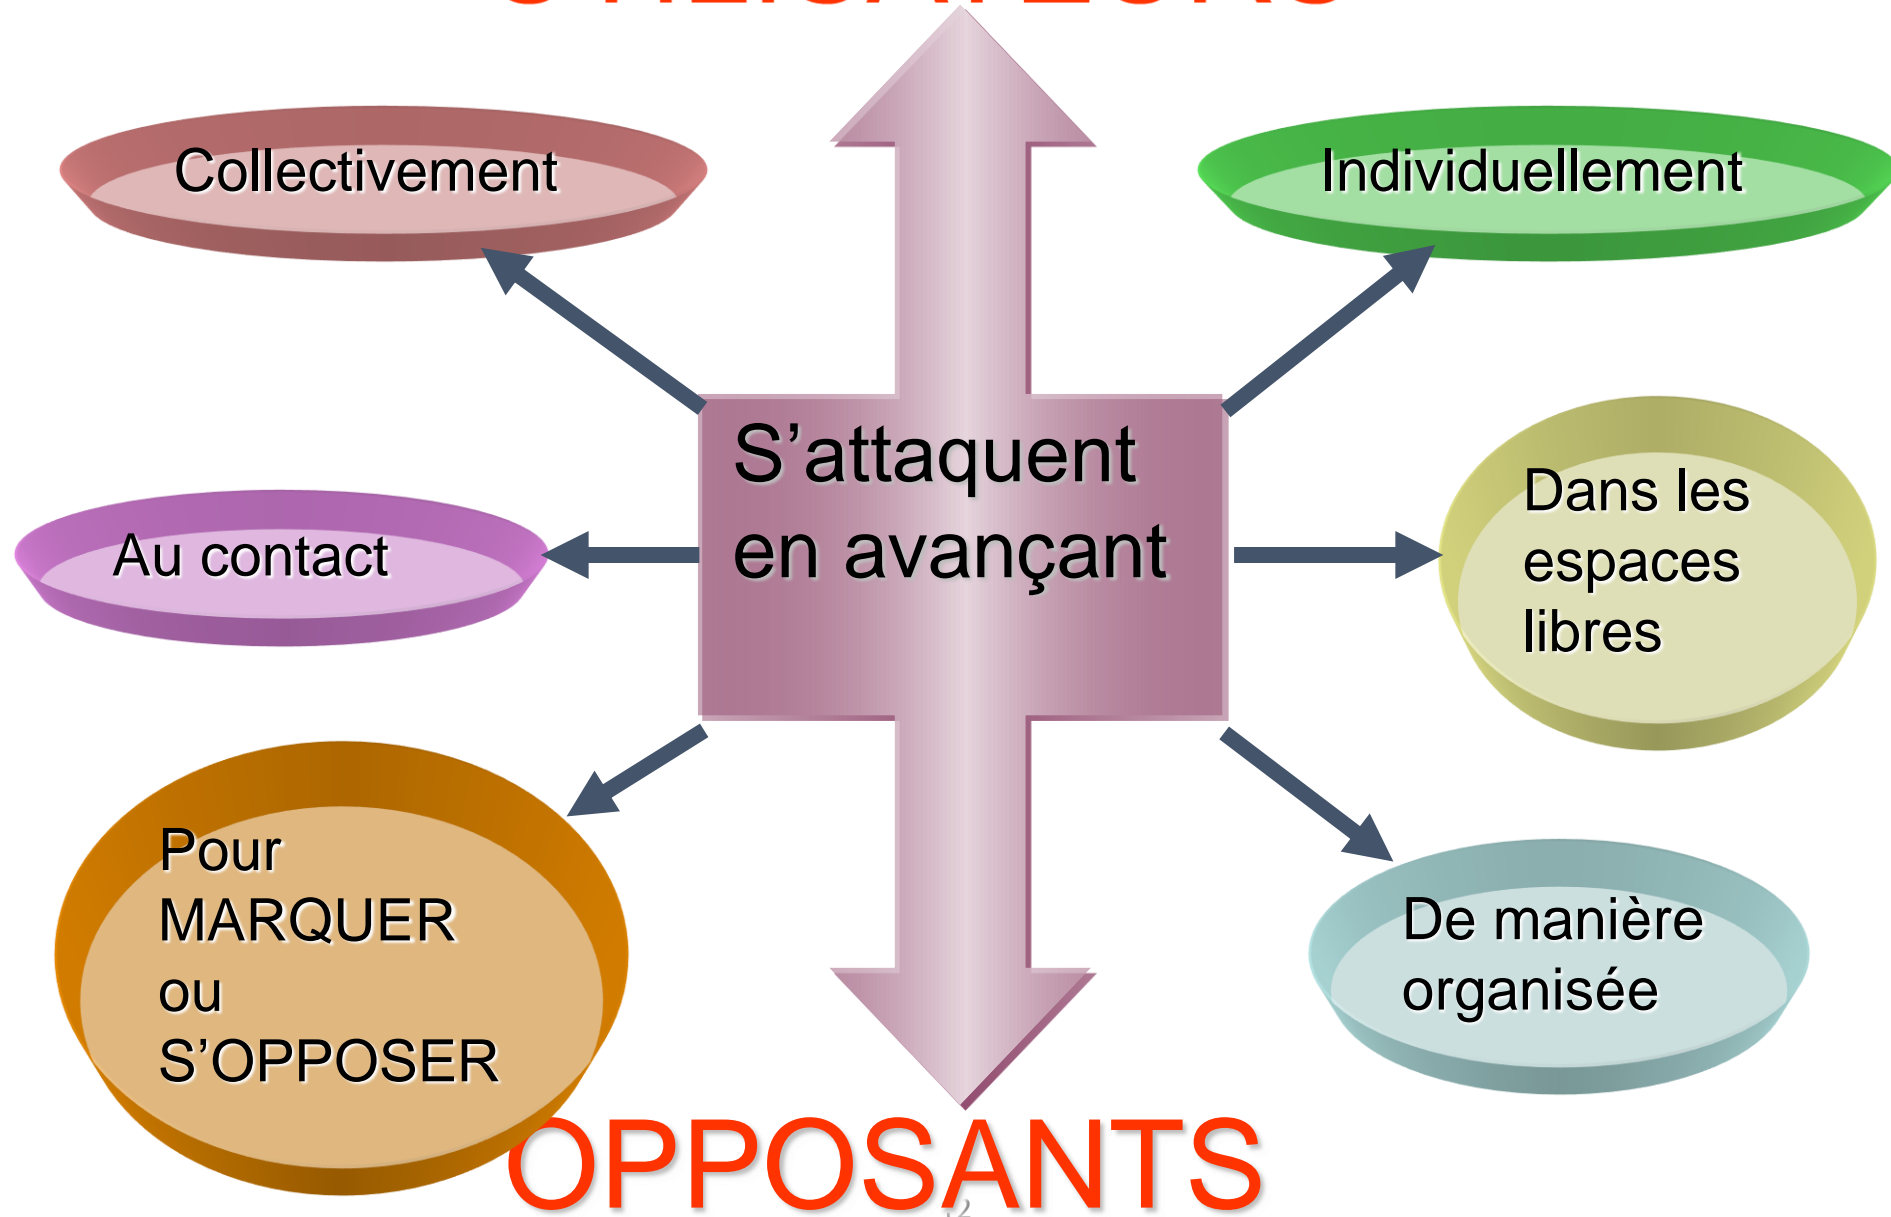 UTILISATEURS
Collectivement
Individuellement
S’attaquent
en avançant
Au contact
Dans les
espaces
libres
Pour
MARQUER
ou
S’OPPOSER
De manière
organisée
OPPOSANTS